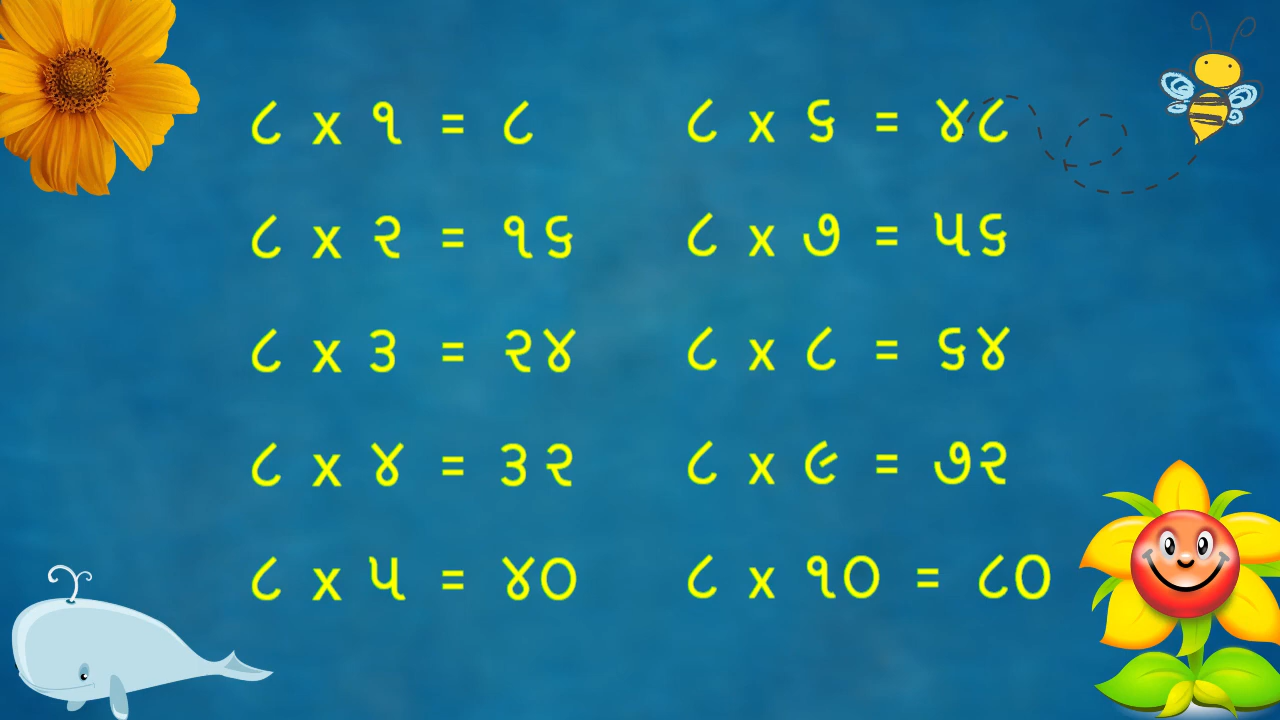 ૮ x ૧ = ૮
૮ x ૨ = ૧૬
૮ x ૩ = ૨૪
૮ x ૪ = ૩૨
૮ x ૫ = ૪૦
૮ x ૬ = ૪૮
૮ x ૭ = ૫૬
૮ x ૮ = ૬૪
૮ x ૯ = ૭૨
૮ x ૧૦ = ૮૦